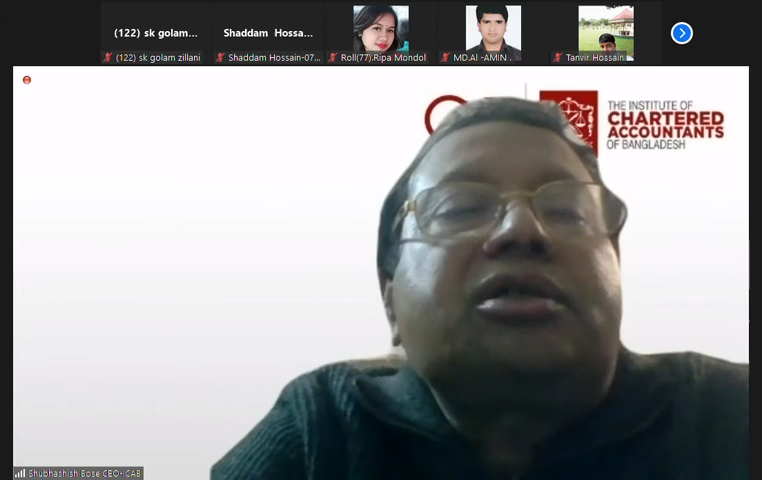 (122) sk golam...
Shaddam Hossa...
(122) sk golam zillani
Shaddam Hossain-07...
Roll(77).Ripa Mondol
MD.Al -AMIN .
Tanvir Hossain
THE INSTITUTE OF
CHARTERED
ACCOUNTANTS
OF BANGLADESH
Shubhashish Bose CEO-ICAB